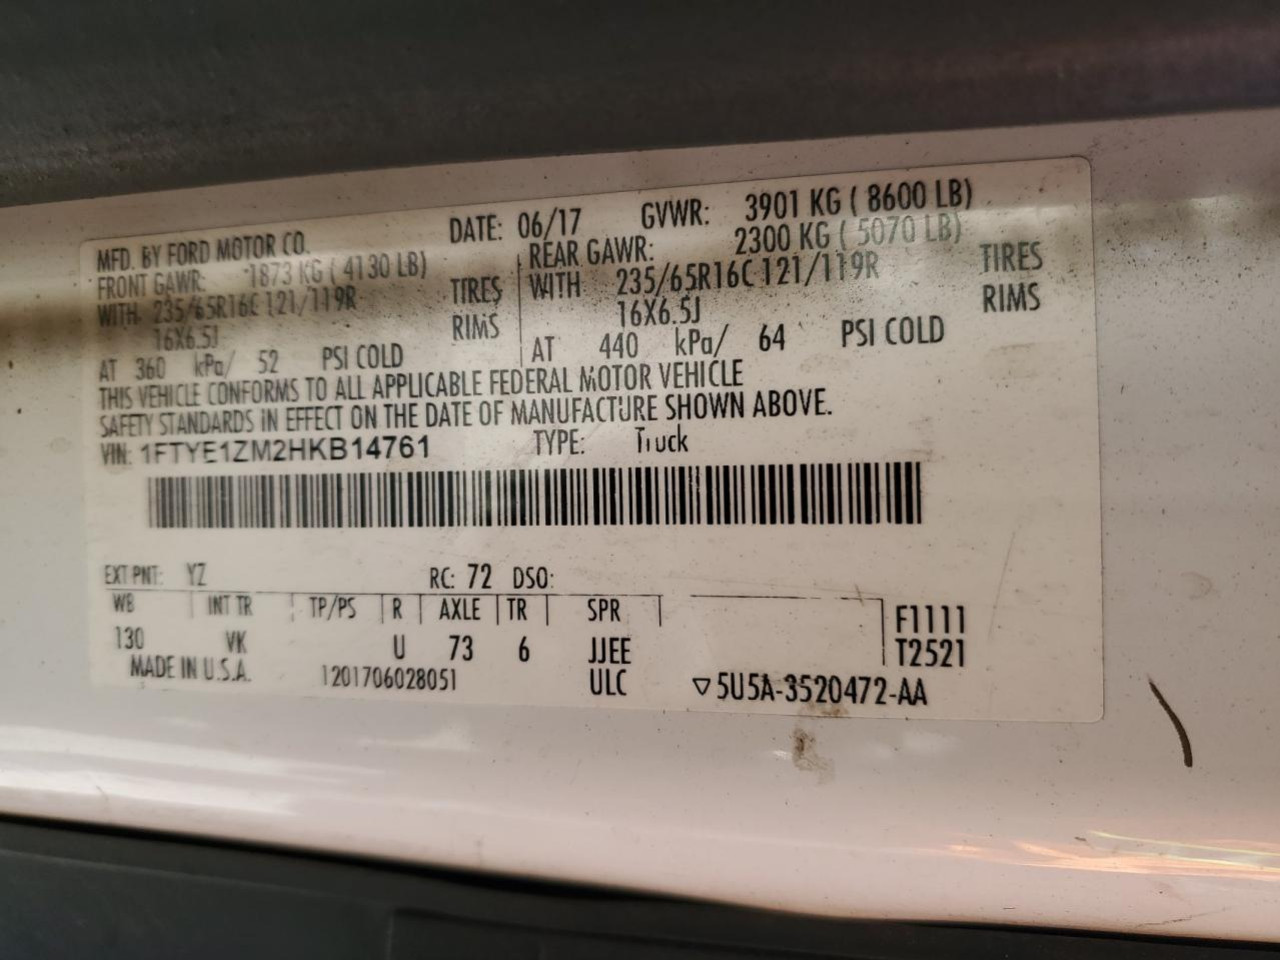 MFD. BY FORD MOTOR CO. DATE: 06/17 GVWR: 3901 KG ( 8600 LB)
FRONT GAWR: 1873 KG ( 4130 LB) REAR GAWR: 2300 KG ( 5070 LB)
WITH 235/65R16C 121/119R TIRES WITH 235/65R16C 121/119R TIRES
16X6.5J RIMS 16X6.5J RIMS
AT 360 kPa/ 52 PSI COLD AT 440 kPa/ 64 PSI COLD
THIS VEHICLE CONFORMS TO ALL APPLICABLE FEDERAL MOTOR VEHICLE
SAFETY STANDARDS IN EFFECT ON THE DATE OF MANUFACTURE SHOWN ABOVE.
VIN: 1FTYE1ZM2HKB14761 TYPE: Truck
EXT PNT: YZ RC: 72 DSO:
WB INT TR TP/PS R AXLE TR SPR F1111
130 VK U 73 6 JJEE T2521
MADE IN U.S.A. 1201706028051 ULC ▽5U5A-3520472-AA